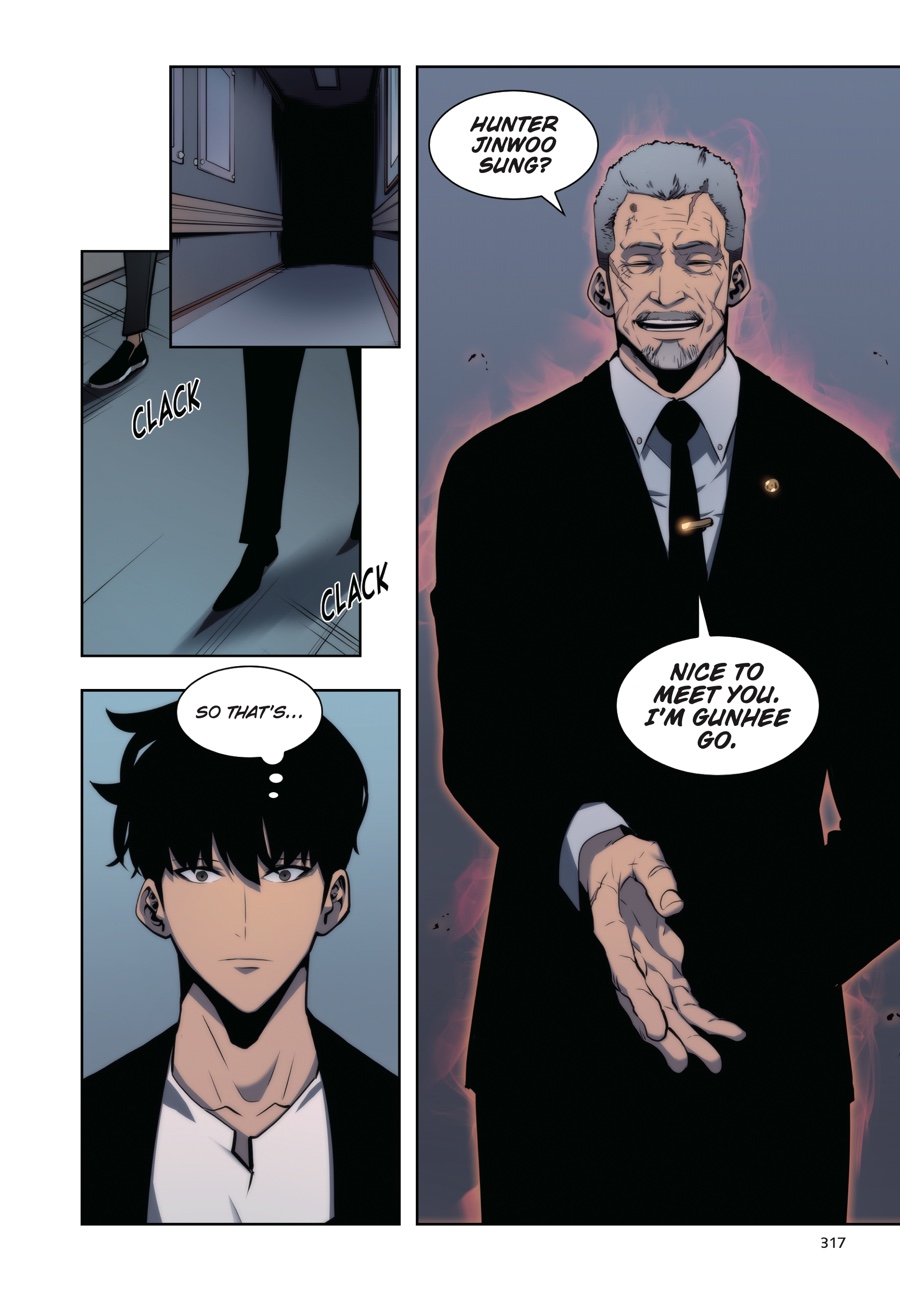 CLACK
CLACK
SO THAT'S...
HUNTER
JINWOO
SUNG?
NICE TO
MEET YOU.
I'M GUNHEE
GO.
317